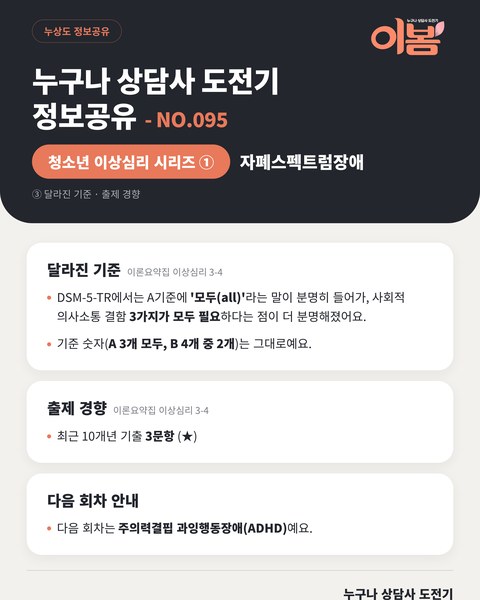 누상도 정보공유
누구나 상담사 도전기
이봄
누구나 상담사 도전기
정보공유 - NO.095
청소년 이상심리 시리즈 ① 자폐스펙트럼장애
③ 달라진 기준 · 출제 경향
달라진 기준 이론요약집 이상심리 3-4
• DSM-5-TR에서는 A기준에 '모두(all)'라는 말이 분명히 들어가, 사회적
의사소통 결함 3가지가 모두 필요하다는 점이 더 분명해졌어요.
• 기준 숫자(A 3개 모두, B 4개 중 2개)는 그대로예요.
출제 경향 이론요약집 이상심리 3-4
• 최근 10개년 기출 3문항 (★)
다음 회차 안내
• 다음 회차는 주의력결핍 과잉행동장애(ADHD)예요.
누구나 상담사 도전기